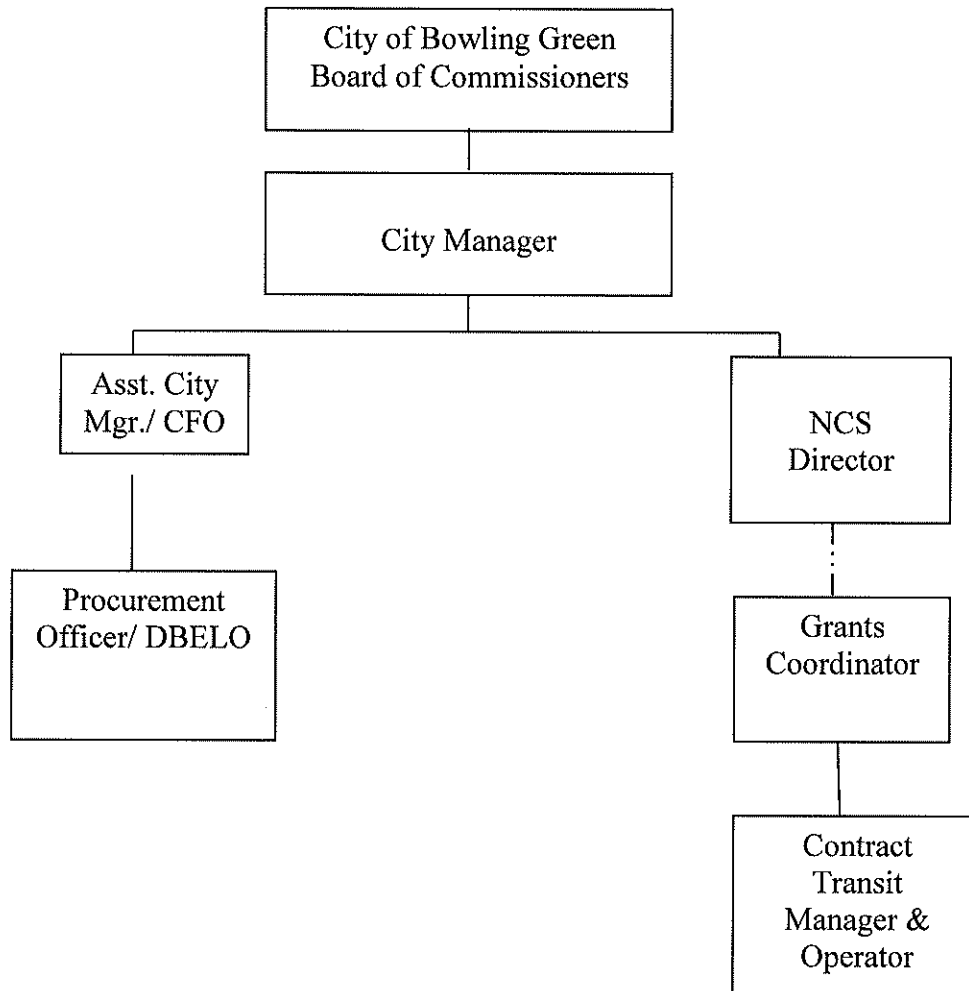 City of Bowling Green
Board of Commissioners
City Manager
Asst. City
Mgr./ CFO
NCS
Director
Procurement
Officer/ DBELO
Grants
Coordinator
Contract
Transit
Manager &
Operator